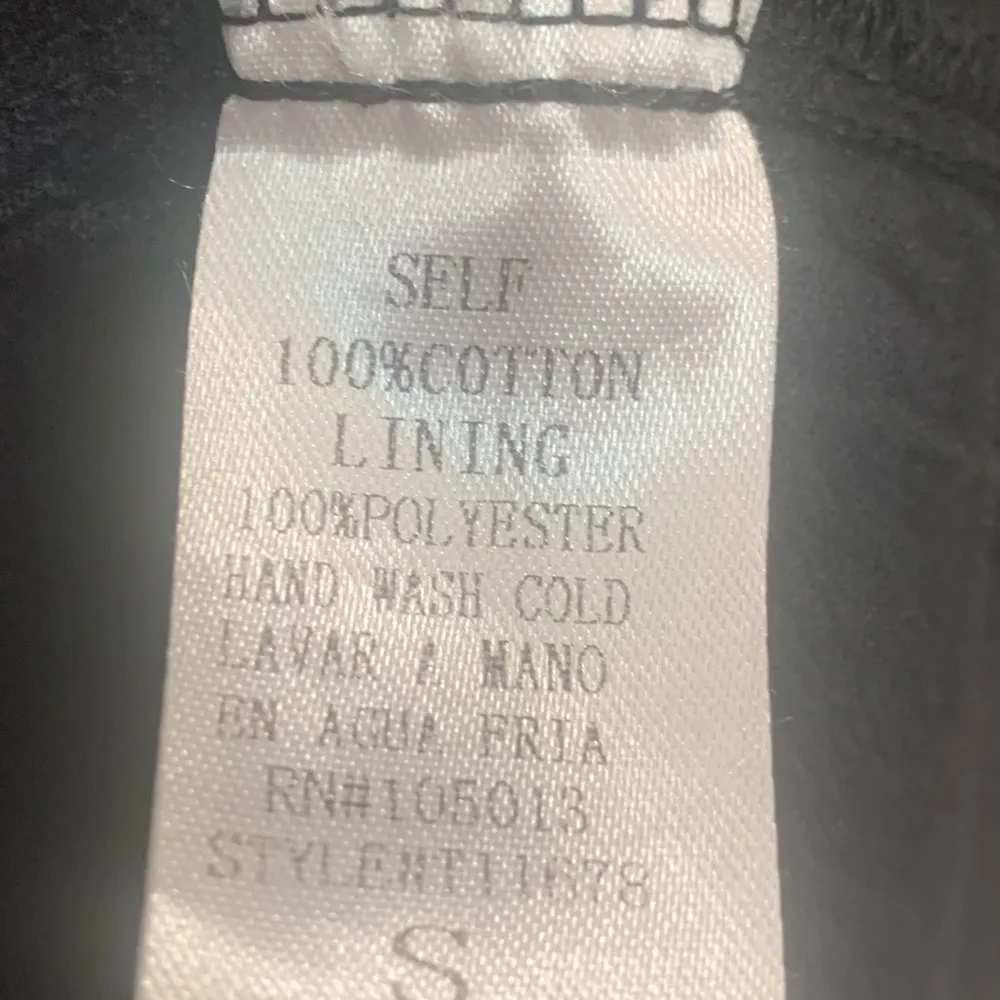 SELF
100%COTTON
LINING
100%POLYESTER
HAND WASH COLD
LAVAR A MANO
EN AGUA FRIA
RN#105013
S